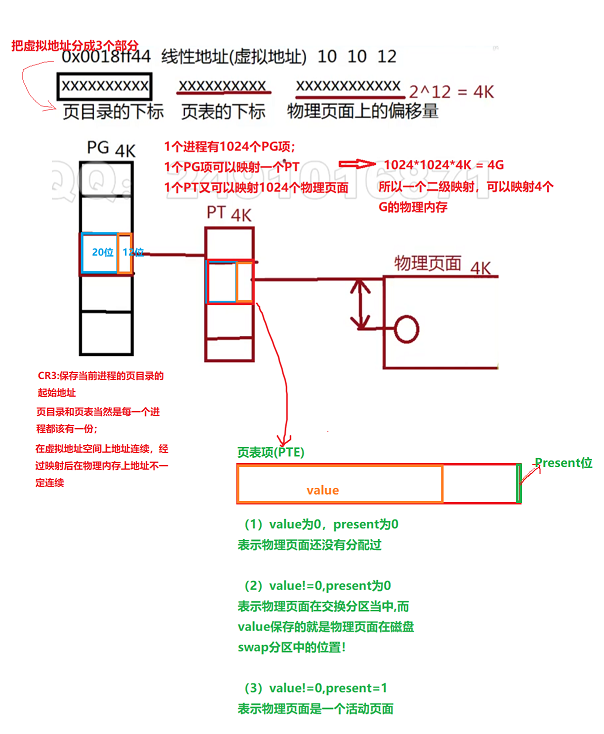 把虚拟地址分成3个部分
0x0018ff44 线性地址(虚拟地址) 10 10 12
XXXXXXXXXX XXXXXXXXXX XXXXXXXXXXXX 2^12 = 4K
页目录的下标 页表的下标 物理页面上的偏移量
PG 4K
1个进程有1024个PG项；
1个PG项可以映射一个PT
1个PT又可以映射1024个物理页面
1024*1024*4K = 4G
所以一个二级映射，可以映射4个
G的物理内存
PT 4K
20位 12位
物理页面 4K
CR3:保存当前进程的页目录的
起始地址
页目录和页表当然是每一个进
程都该有一份；
在虚拟地址空间上地址连续，经
过映射后在物理内存上地址不一
定连续
页表项(PTE)
Present位
value
（1）value为0，present为0
表示物理页面还没有分配过
（2）value!=0,present为0
表示物理页面在交换分区当中,而
value保存的就是物理页面在磁盘
swap分区中的位置！
（3）value!=0,present=1
表示物理页面是一个活动页面